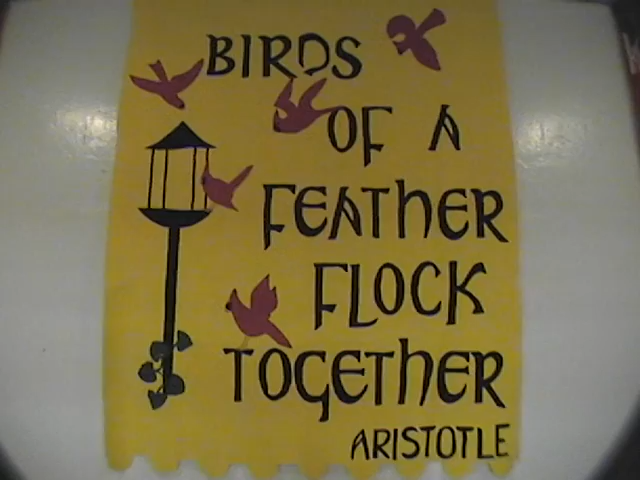 BIRDS
OF A
FEATHER
FLOCK
TOGETHER
ARISTOTLE